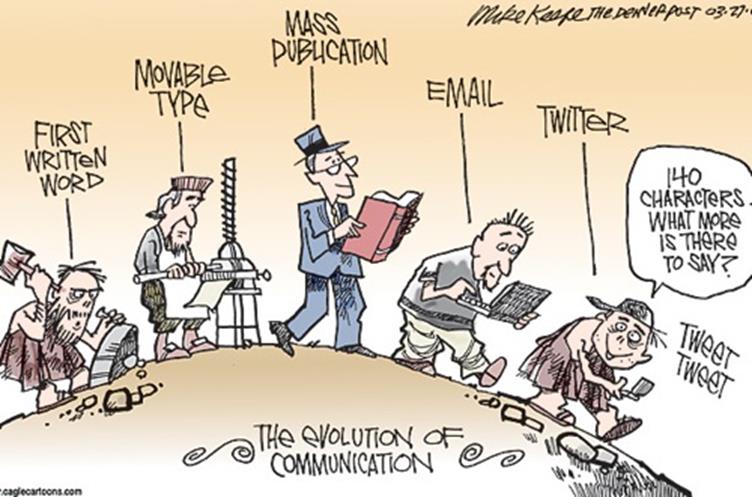 Mike Keefe THE DENVER POST 03.27.
MASS
PUBLICATION
MOVABLE
TYPE
EMAIL
TWITTER
FIRST
WRITTEN
WORD
140
CHARACTERS.
WHAT MORE
IS THERE
TO SAY?
TWEET
TWEET
THE EVOLUTION OF
COMMUNICATION
caglecartoons.com